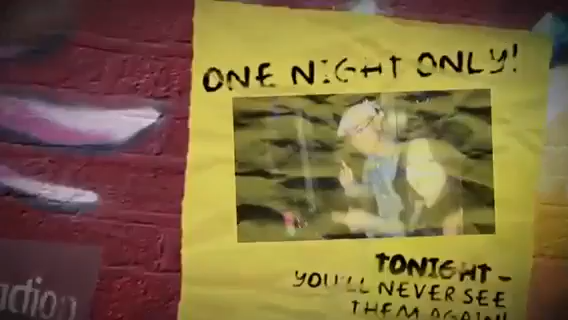 ONE NIGHT ONLY!
TONIGHT -
YOU'LL NEVER SEE
THEM AGAIN!